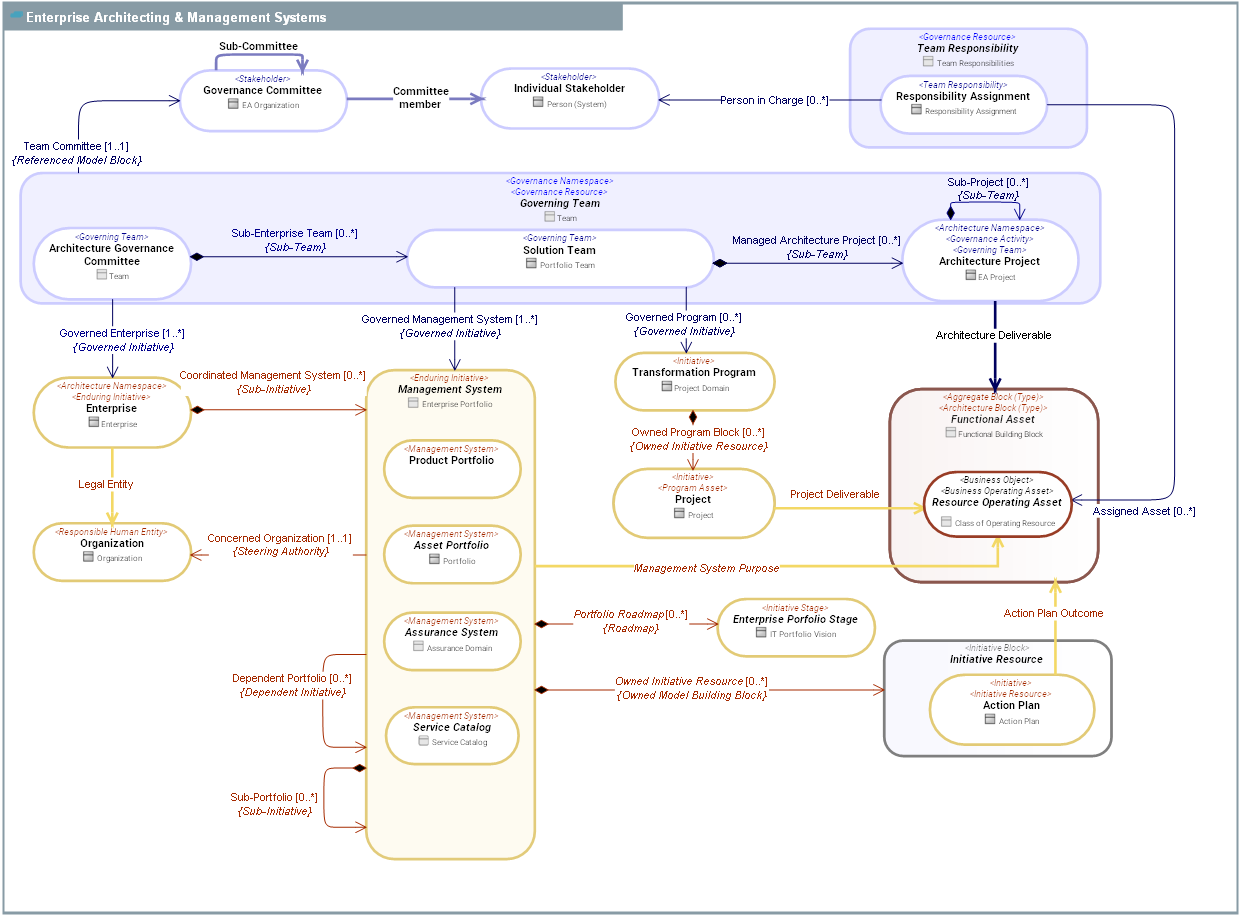 Enterprise Architecting & Management Systems
Sub-Committee
<Stakeholder>
Governance Committee
EA Organization
Committee
member
<Stakeholder>
Individual Stakeholder
Person (System)
Person in Charge [0..*]
<Governance Resource>
Team Responsibility
Team Responsibilities
<Team Responsibility>
Responsibility Assignment
Responsibility Assignment
Team Committee [1..1]
{Referenced Model Block}
<Governance Namespace>
<Governance Resource>
Governing Team
Team
<Governing Team>
Architecture Governance
Committee
Team
Sub-Enterprise Team [0..*]
{Sub-Team}
<Governing Team>
Solution Team
Portfolio Team
Managed Architecture Project [0..*]
{Sub-Team}
Sub-Project [0..*]
{Sub-Team}
<Architecture Namespace>
<Governance Activity>
<Governing Team>
Architecture Project
EA Project
Governed Enterprise [1..*]
{Governed Initiative}
Governed Management System [1..*]
{Governed Initiative}
Governed Program [0..*]
{Governed Initiative}
Architecture Deliverable
<Architecture Namespace>
<Enduring Initiative>
Enterprise
Enterprise
Coordinated Management System [0..*]
{Sub-Initiative}
<Enduring Initiative>
Management System
Enterprise Portfolio
<Initiative>
Transformation Program
Project Domain
Owned Program Block [0..*]
{Owned Initiative Resource}
<Initiative>
<Program Asset>
Project
Project
Project Deliverable
<Aggregate Block (Type)>
<Architecture Block (Type)>
Functional Asset
Functional Building Block
<Business Object>
<Business Operating Asset>
Resource Operating Asset
Class of Operating Resource
Assigned Asset [0..*]
<Management System>
Product Portfolio
Legal Entity
<Responsible Human Entity>
Organization
Organization
Concerned Organization [1..1]
{Steering Authority}
<Management System>
Asset Portfolio
Portfolio
Management System Purpose
<Management System>
Assurance System
Assurance Domain
Portfolio Roadmap[0..*]
{Roadmap}
<Initiative Stage>
Enterprise Porfolio Stage
IT Portfolio Vision
Action Plan Outcome
Dependent Portfolio [0..*]
{Dependent Initiative}
Owned Initiative Resource [0..*]
{Owned Model Building Block}
<Initiative Block>
Initiative Resource
<Initiative>
<Initiative Resource>
Action Plan
Action Plan
<Management System>
Service Catalog
Service Catalog
Sub-Portfolio [0..*]
{Sub-Initiative}